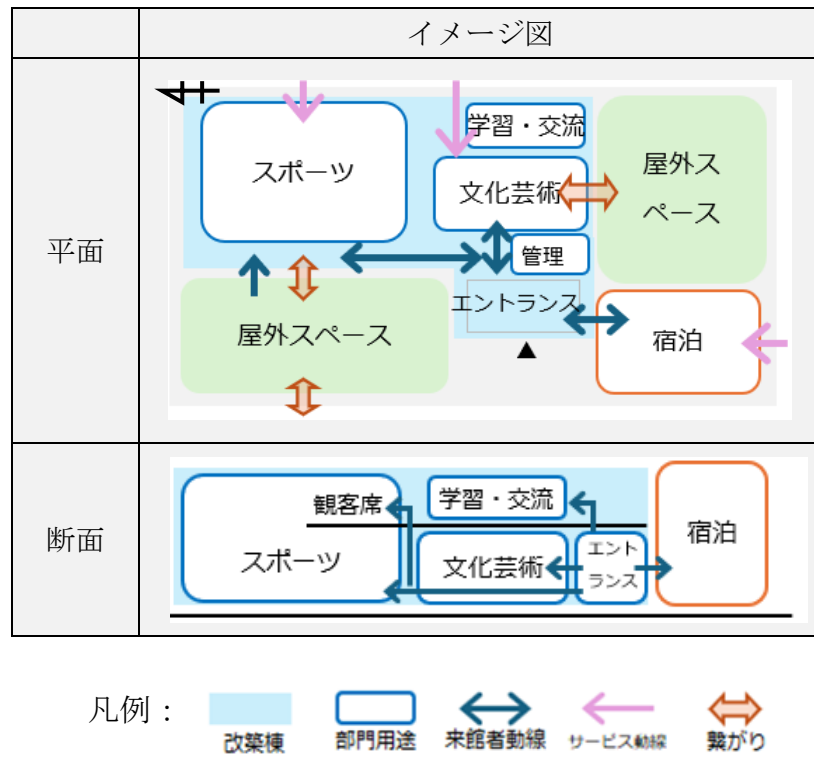 イメージ図
平面
スポーツ
学習・交流
文化芸術
屋外ス
ペース
管理
エントランス
屋外スペース
宿泊
断面
観客席
学習・交流
スポーツ
文化芸術
エント
ランス
宿泊
凡例：
改築棟
部門用途
来館者動線
サービス動線
繋がり